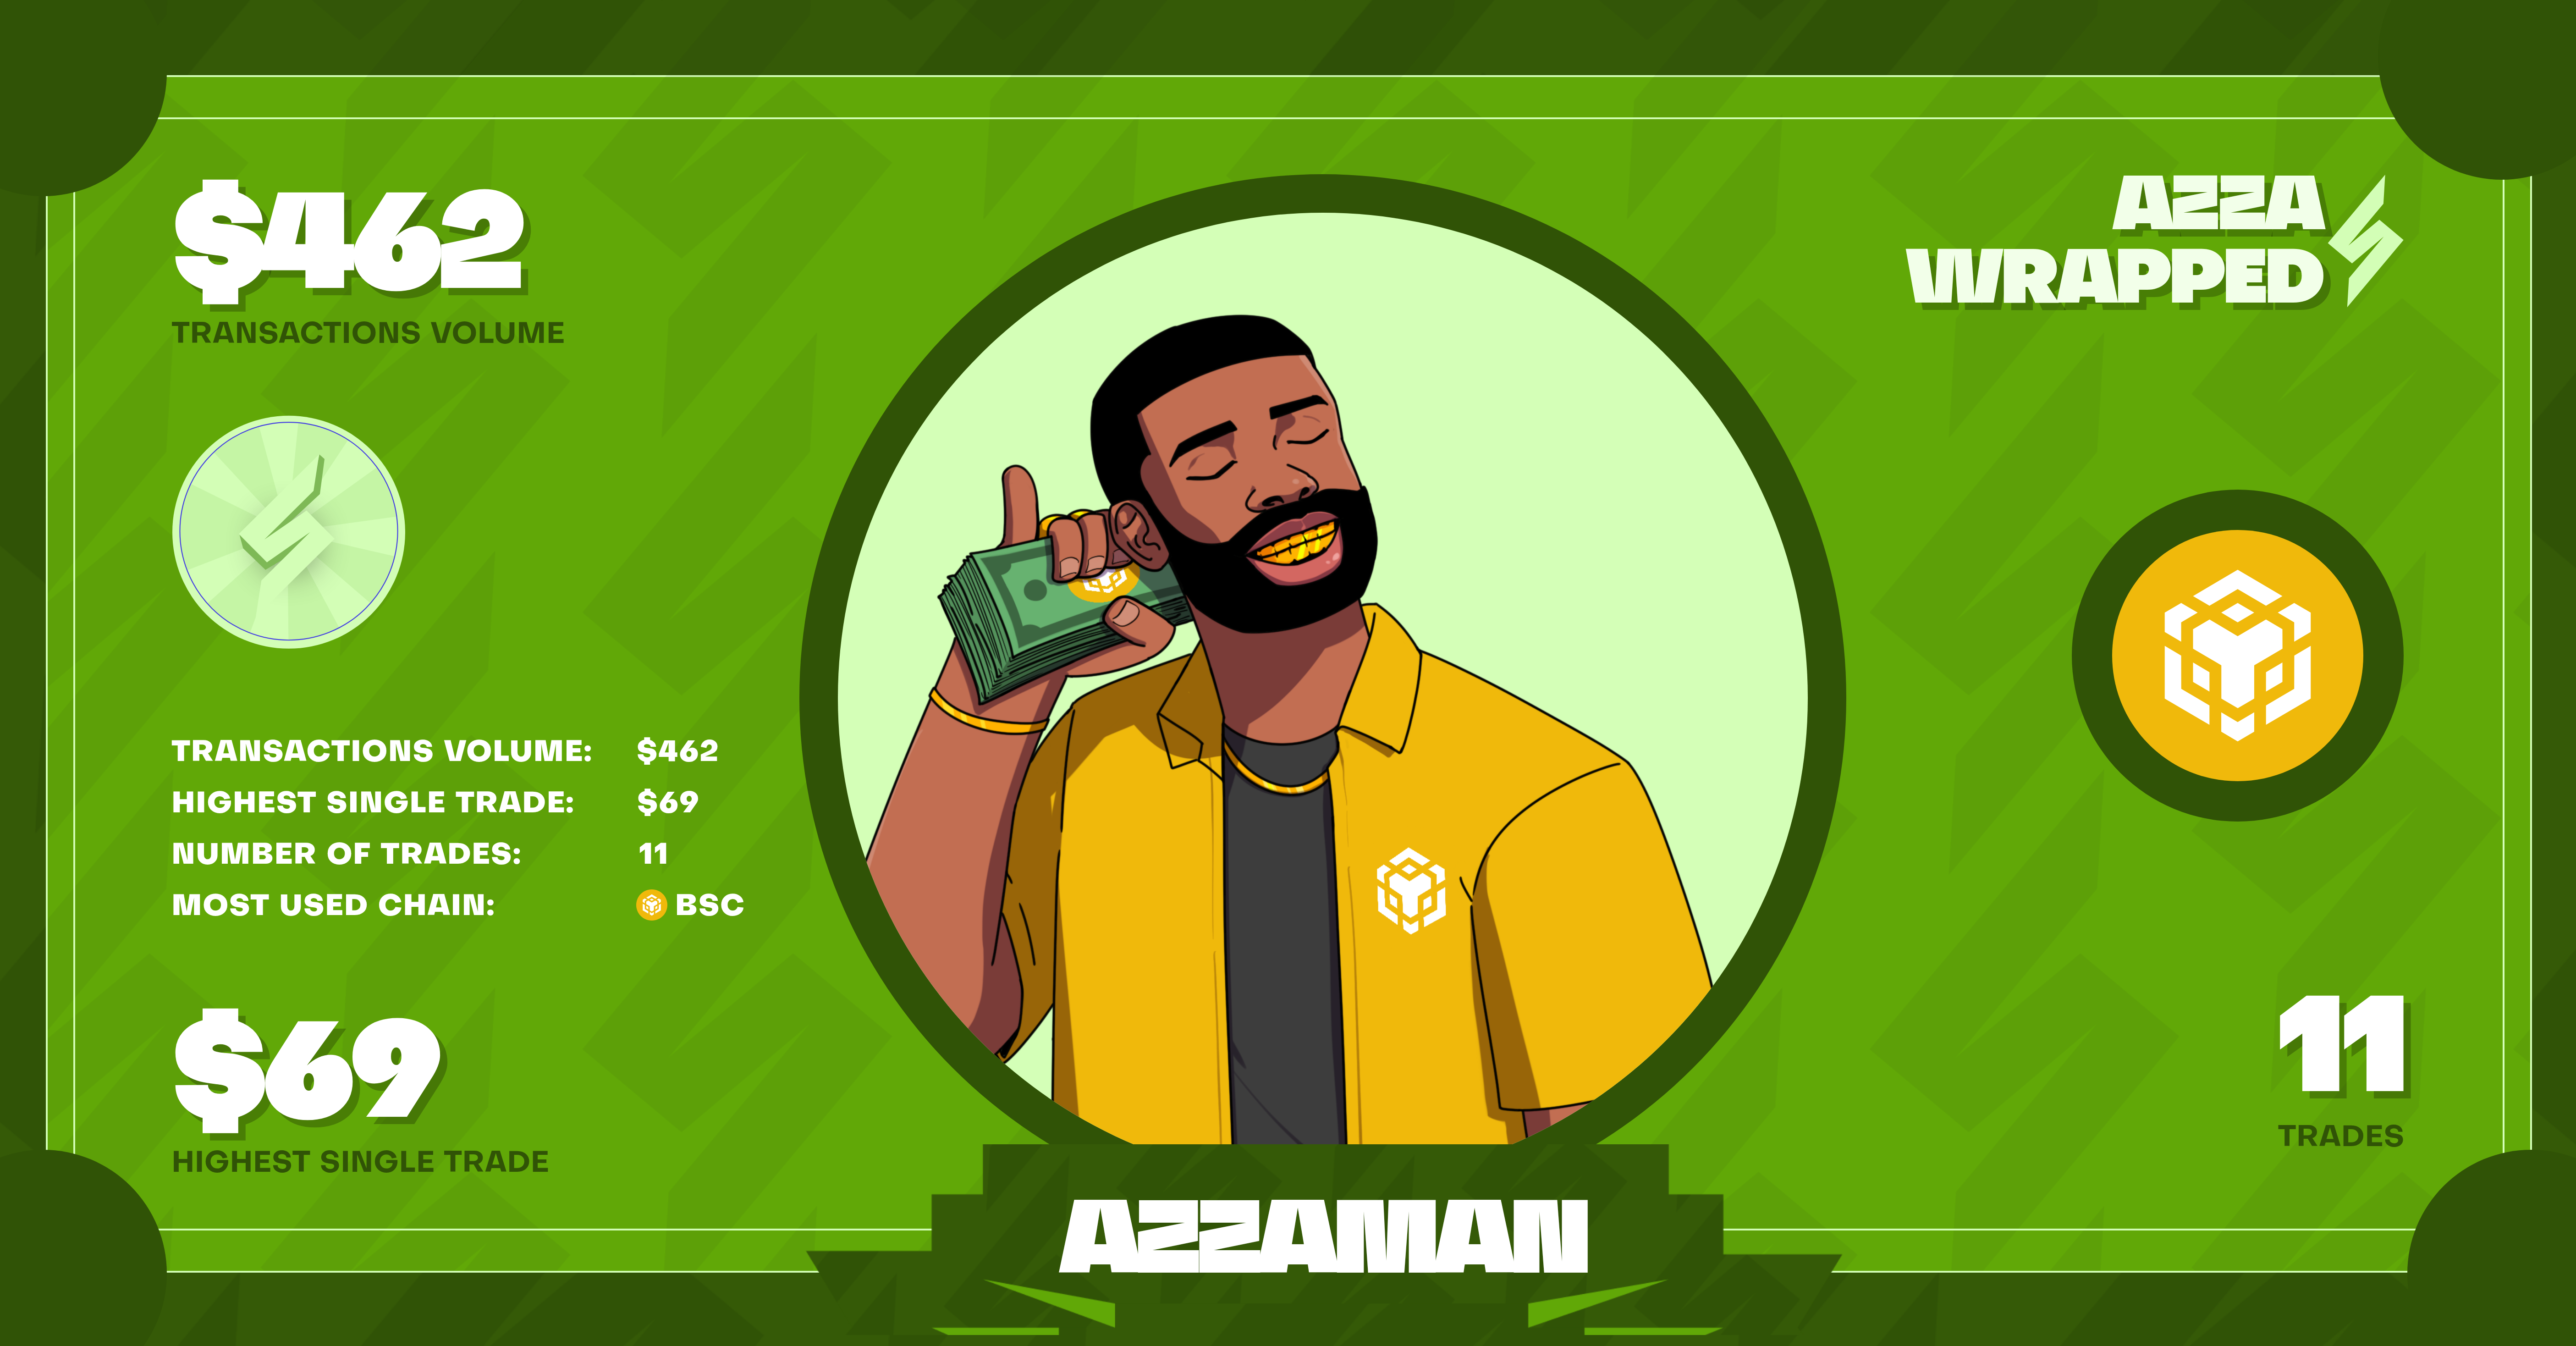 $462
TRANSACTIONS VOLUME
AZZA
WRAPPED
TRANSACTIONS VOLUME: $462
HIGHEST SINGLE TRADE: $69
NUMBER OF TRADES: 11
MOST USED CHAIN: BSC
$69
HIGHEST SINGLE TRADE
11
TRADES
AZZAMAN